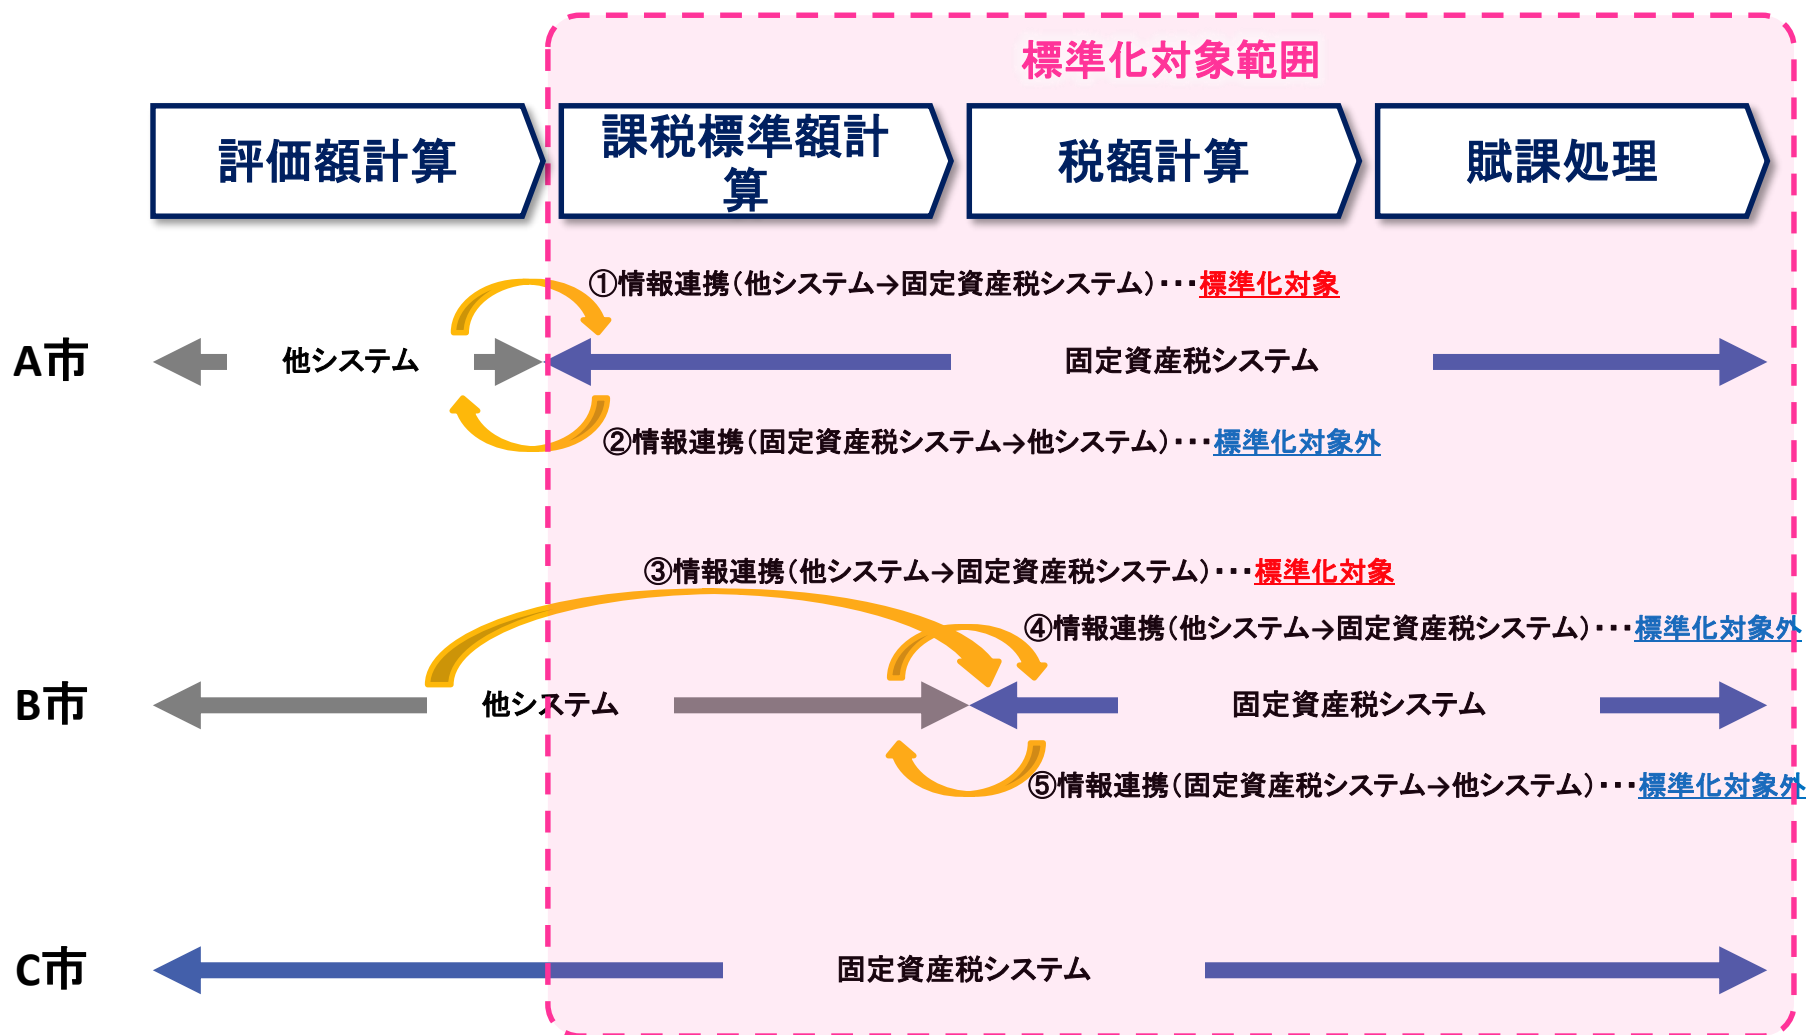 標準化対象範囲
評価額計算
課税標準額計
算
税額計算
賦課処理
①情報連携（他システム→固定資産税システム）・・・標準化対象
A市
他システム
固定資産税システム
②情報連携（固定資産税システム→他システム）・・・標準化対象外
③情報連携（他システム→固定資産税システム）・・・標準化対象
④情報連携（他システム→固定資産税システム）・・・標準化対象外
B市
他システム
固定資産税システム
⑤情報連携（固定資産税システム→他システム）・・・標準化対象外
C市
固定資産税システム